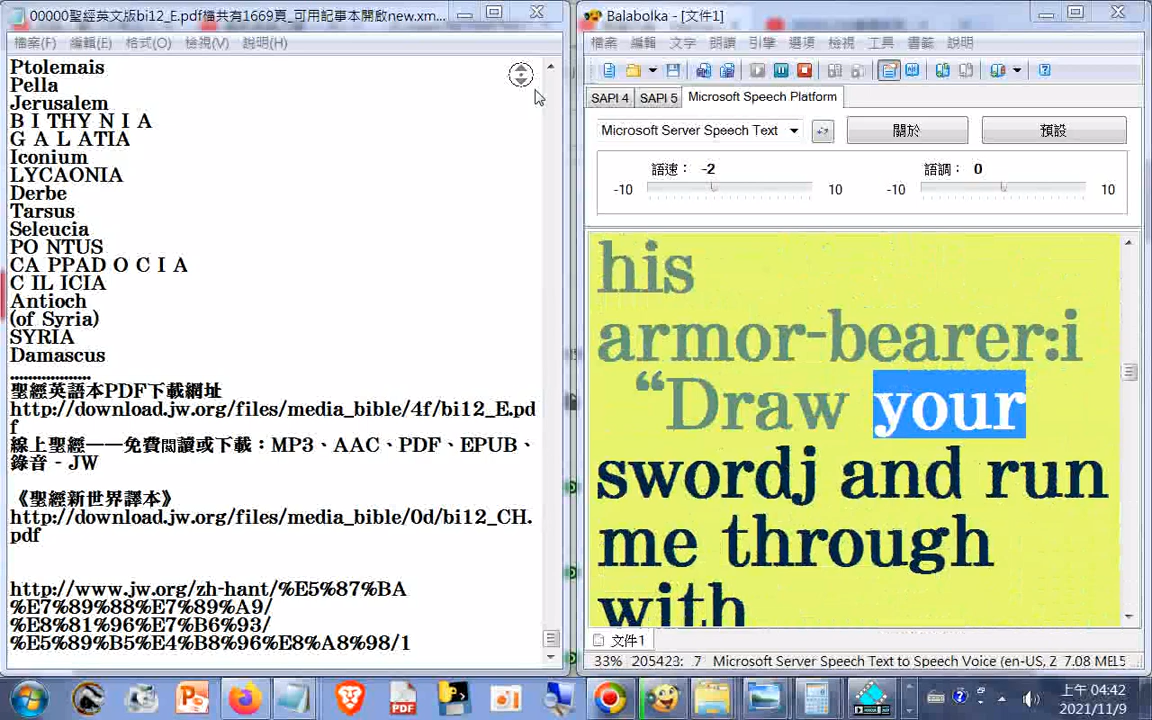 00000聖經英文版bi12_E.pdf檔共有1669頁_可用記事本開啟new.xm...
檔案(F) 編輯(E) 格式(O) 檢視(V) 說明(H)
Ptolemais
Pella
Jerusalem
B I THY N I A
G A L ATIA
Iconium
LYCAONIA
Derbe
Tarsus
Seleucia
PO NTUS
CA PPAD O C I A
C IL ICIA
Antioch
(of Syria)
SYRIA
Damascus
..................
聖經英語本PDF下載網址
http://download.jw.org/files/media_bible/4f/bi12_E.pd
f
線上聖經——免費閱讀或下載：MP3、AAC、PDF、EPUB、
錄音 - JW
《聖經新世界譯本》
http://download.jw.org/files/media_bible/0d/bi12_CH.
pdf
http://www.jw.org/zh-hant/%E5%87%BA
%E7%89%88%E7%89%A9/
%E8%81%96%E7%B6%93/
%E5%89%B5%E4%B8%96%E8%A8%98/1
Balabolka - [文件1]
檔案 編輯 文字 朗讀 引擎 選項 檢視 工具 書籤 說明
SAPI 4 SAPI 5 Microsoft Speech Platform
Microsoft Server Speech Text 關於 預設
語速： -2 語調： 0
-10 10 -10 10
his
armor-bearer:i
“Draw your
swordj and run
me through
with
文件1
33% 205423: 7 Microsoft Server Speech Text to Speech Voice (en-US, Z 7.08 МЕ
PDF
上午 04:42
2021/11/9